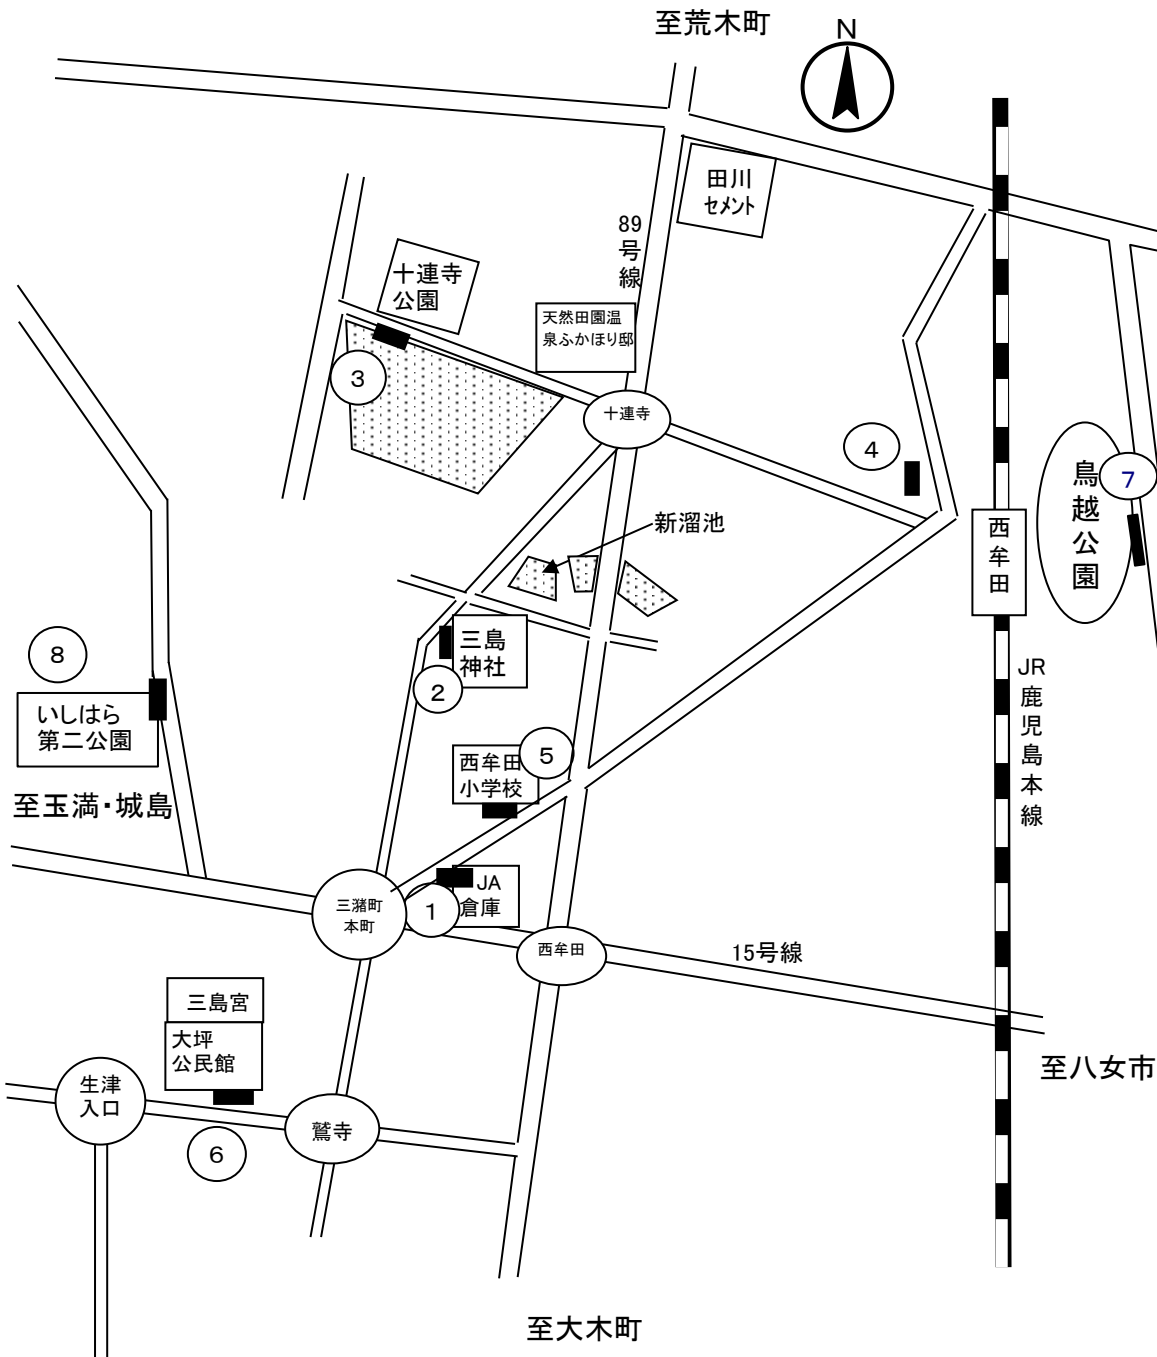 至荒木町
N
田川
セメント
89
号
線
十連寺
公園
天然田園温
泉ふかほり邸
③
十連寺
④
鳥
越
公
園
7
新溜池
西
牟
田
三島
神社
②
⑧
いしはら
第二公園
JR
鹿
児
島
本
線
西牟田
小学校
⑤
至玉満・城島
三潴町
本町
①
JA
倉庫
西牟田
15号線
三島宮
大坪
公民館
至八女市
生津
入口
鷲寺
⑥
至大木町